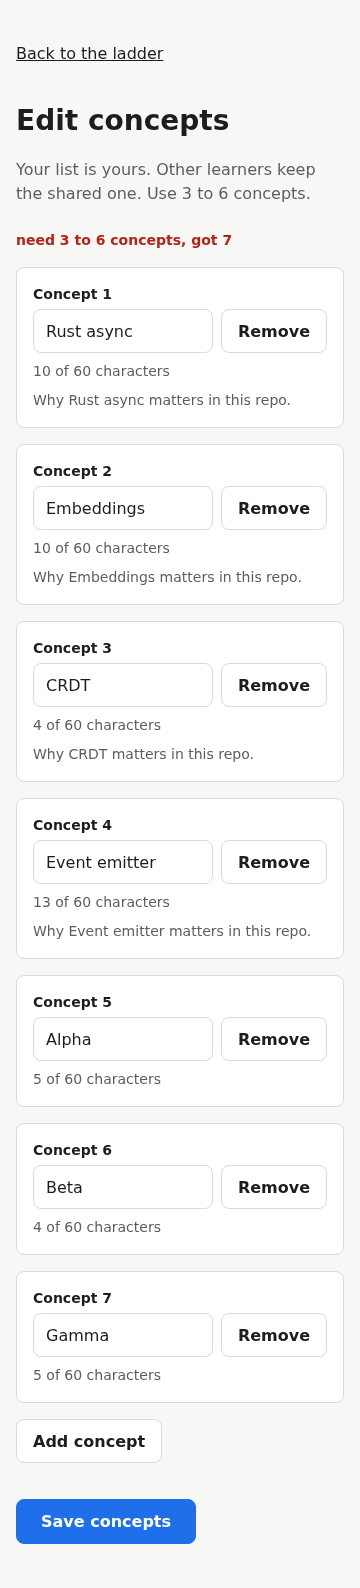 Back to the ladder
Edit concepts
Your list is yours. Other learners keep
the shared one. Use 3 to 6 concepts.
need 3 to 6 concepts, got 7
Concept 1
Rust async
Remove
10 of 60 characters
Why Rust async matters in this repo.
Concept 2
Embeddings
Remove
10 of 60 characters
Why Embeddings matters in this repo.
Concept 3
CRDT
Remove
4 of 60 characters
Why CRDT matters in this repo.
Concept 4
Event emitter
Remove
13 of 60 characters
Why Event emitter matters in this repo.
Concept 5
Alpha
Remove
5 of 60 characters
Concept 6
Beta
Remove
4 of 60 characters
Concept 7
Gamma
Remove
5 of 60 characters
Add concept
Save concepts